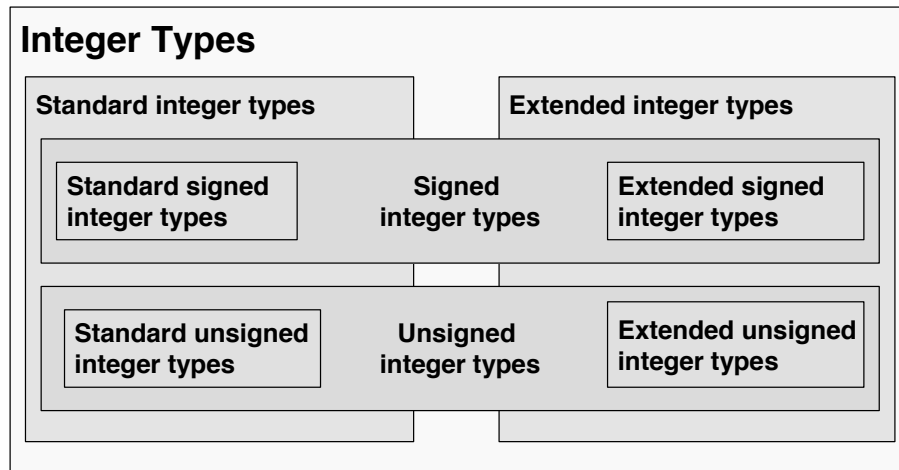 Integer Types
Standard integer types
Extended integer types
Standard signed
integer types
Signed
integer types
Extended signed
integer types
Standard unsigned
integer types
Unsigned
integer types
Extended unsigned
integer types